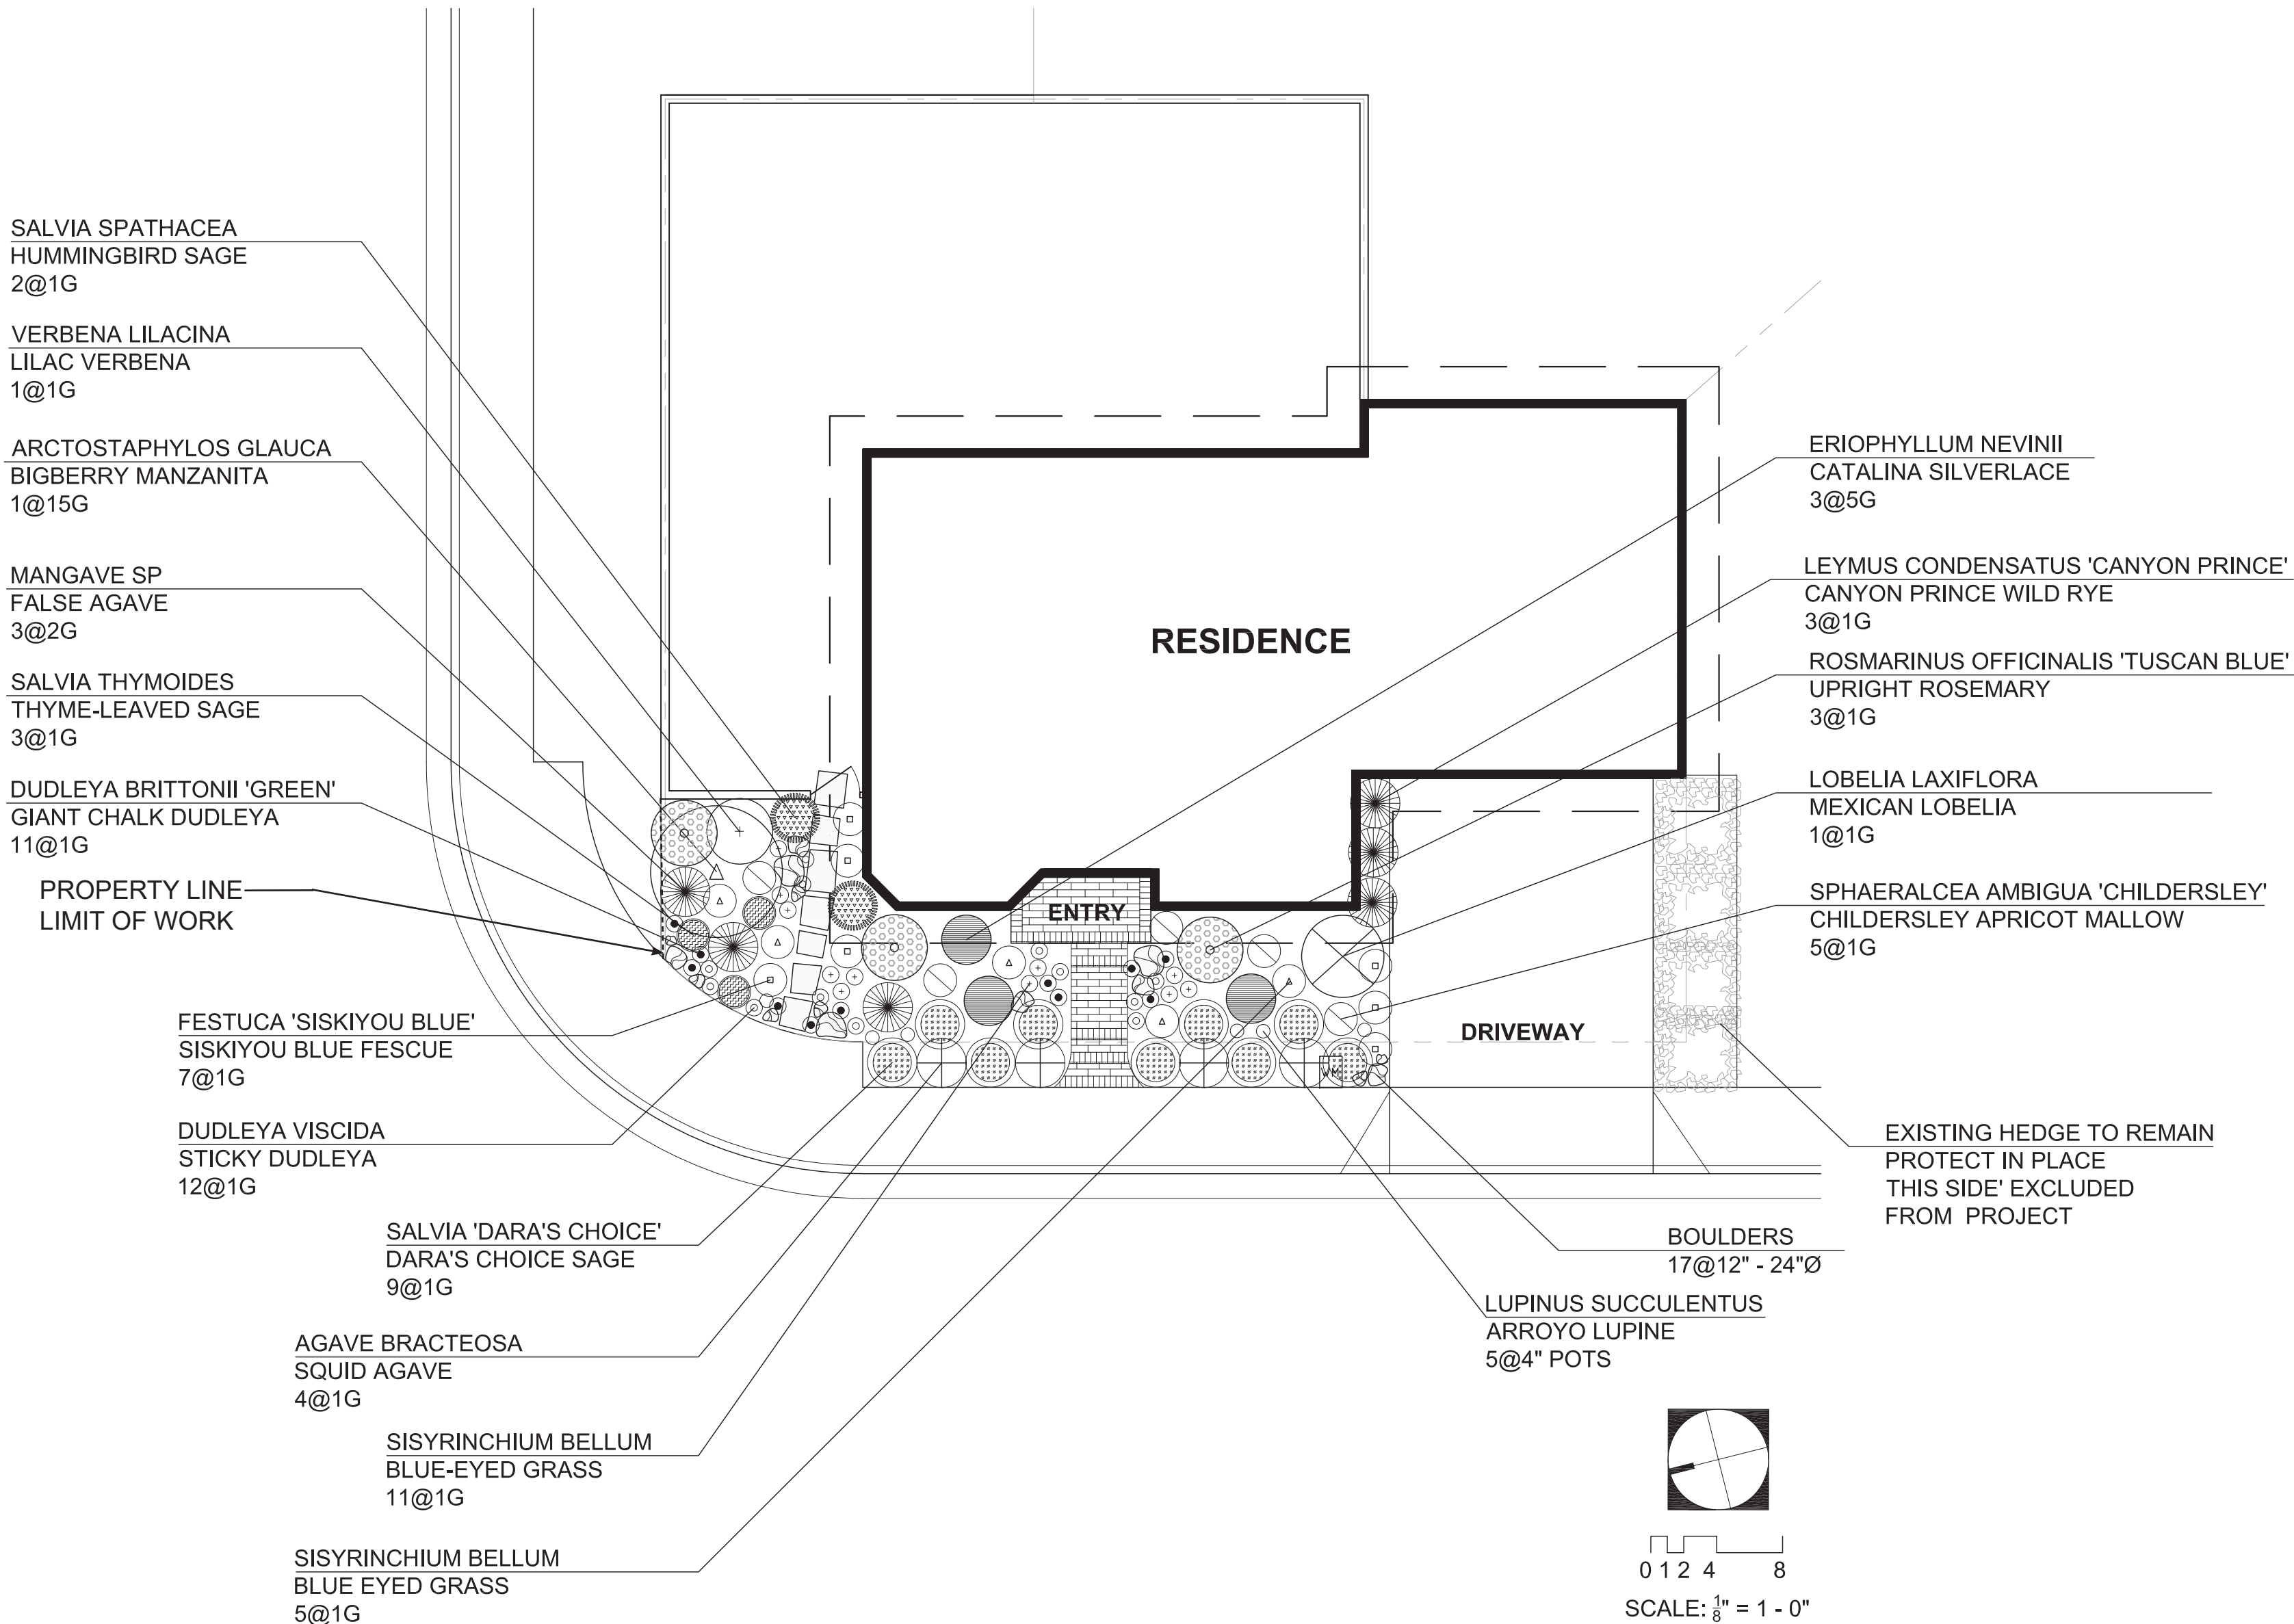 SALVIA SPATHACEA
HUMMINGBIRD SAGE
2@1G
VERBENA LILACINA
LILAC VERBENA
1@1G
ARCTOSTAPHYLOS GLAUCA
BIGBERRY MANZANITA
1@15G
MANGAVE SP
FALSE AGAVE
3@2G
SALVIA THYMOIDES
THYME-LEAVED SAGE
3@1G
DUDLEYA BRITTONII 'GREEN'
GIANT CHALK DUDLEYA
11@1G
PROPERTY LINE
LIMIT OF WORK
FESTUCA 'SISKIYOU BLUE'
SISKIYOU BLUE FESCUE
7@1G
DUDLEYA VISCIDA
STICKY DUDLEYA
12@1G
SALVIA 'DARA'S CHOICE'
DARA'S CHOICE SAGE
9@1G
AGAVE BRACTEOSA
SQUID AGAVE
4@1G
SISYRINCHIUM BELLUM
BLUE-EYED GRASS
11@1G
SISYRINCHIUM BELLUM
BLUE EYED GRASS
5@1G
RESIDENCE
ENTRY
DRIVEWAY
WM
ERIOPHYLLUM NEVINII
CATALINA SILVERLACE
3@5G
LEYMUS CONDENSATUS 'CANYON PRINCE'
CANYON PRINCE WILD RYE
3@1G
ROSMARINUS OFFICINALIS 'TUSCAN BLUE'
UPRIGHT ROSEMARY
3@1G
LOBELIA LAXIFLORA
MEXICAN LOBELIA
1@1G
SPHAERALCEA AMBIGUA 'CHILDERSLEY'
CHILDERSLEY APRICOT MALLOW
5@1G
EXISTING HEDGE TO REMAIN
PROTECT IN PLACE
THIS SIDE' EXCLUDED
FROM PROJECT
BOULDERS
17@12" - 24"Ø
LUPINUS SUCCULENTUS
ARROYO LUPINE
5@4" POTS
0 1 2 4 8
SCALE: 1/8" = 1 - 0"